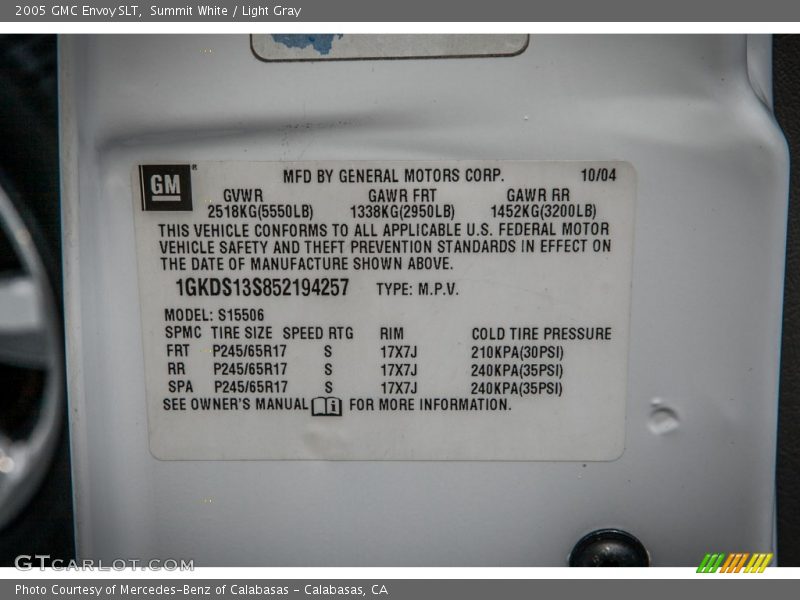 2005 GMC Envoy SLT, Summit White / Light Gray
GM ® MFD BY GENERAL MOTORS CORP. 10/04
GVWR GAWR FRT GAWR RR
2518KG(5550LB) 1338KG(2950LB) 1452KG(3200LB)
THIS VEHICLE CONFORMS TO ALL APPLICABLE U.S. FEDERAL MOTOR
VEHICLE SAFETY AND THEFT PREVENTION STANDARDS IN EFFECT ON
THE DATE OF MANUFACTURE SHOWN ABOVE.
1GKDS13S852194257 TYPE: M.P.V.
MODEL: S15506
SPMC TIRE SIZE SPEED RTG RIM COLD TIRE PRESSURE
FRT P245/65R17 S 17X7J 210KPA(30PSI)
RR P245/65R17 S 17X7J 240KPA(35PSI)
SPA P245/65R17 S 17X7J 240KPA(35PSI)
SEE OWNER'S MANUAL i FOR MORE INFORMATION.
GTCARLOT.COM
Photo Courtesy of Mercedes-Benz of Calabasas - Calabasas, CA